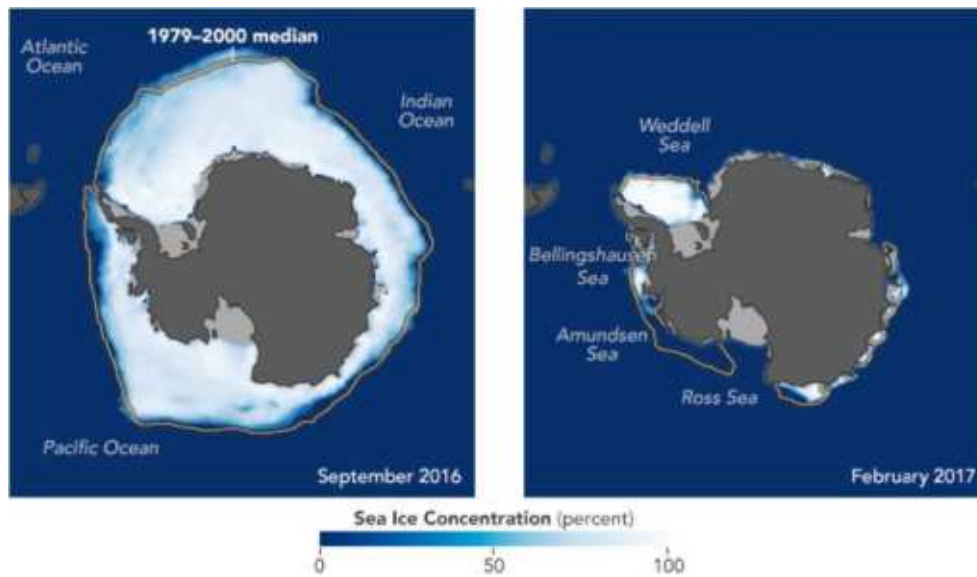 1979–2000 median
Atlantic
Ocean
Indian
Ocean
Pacific Ocean
September 2016
Weddell
Sea
Bellingshausen
Sea
Amundsen
Sea
Ross Sea
February 2017
Sea Ice Concentration (percent)
0 50 100